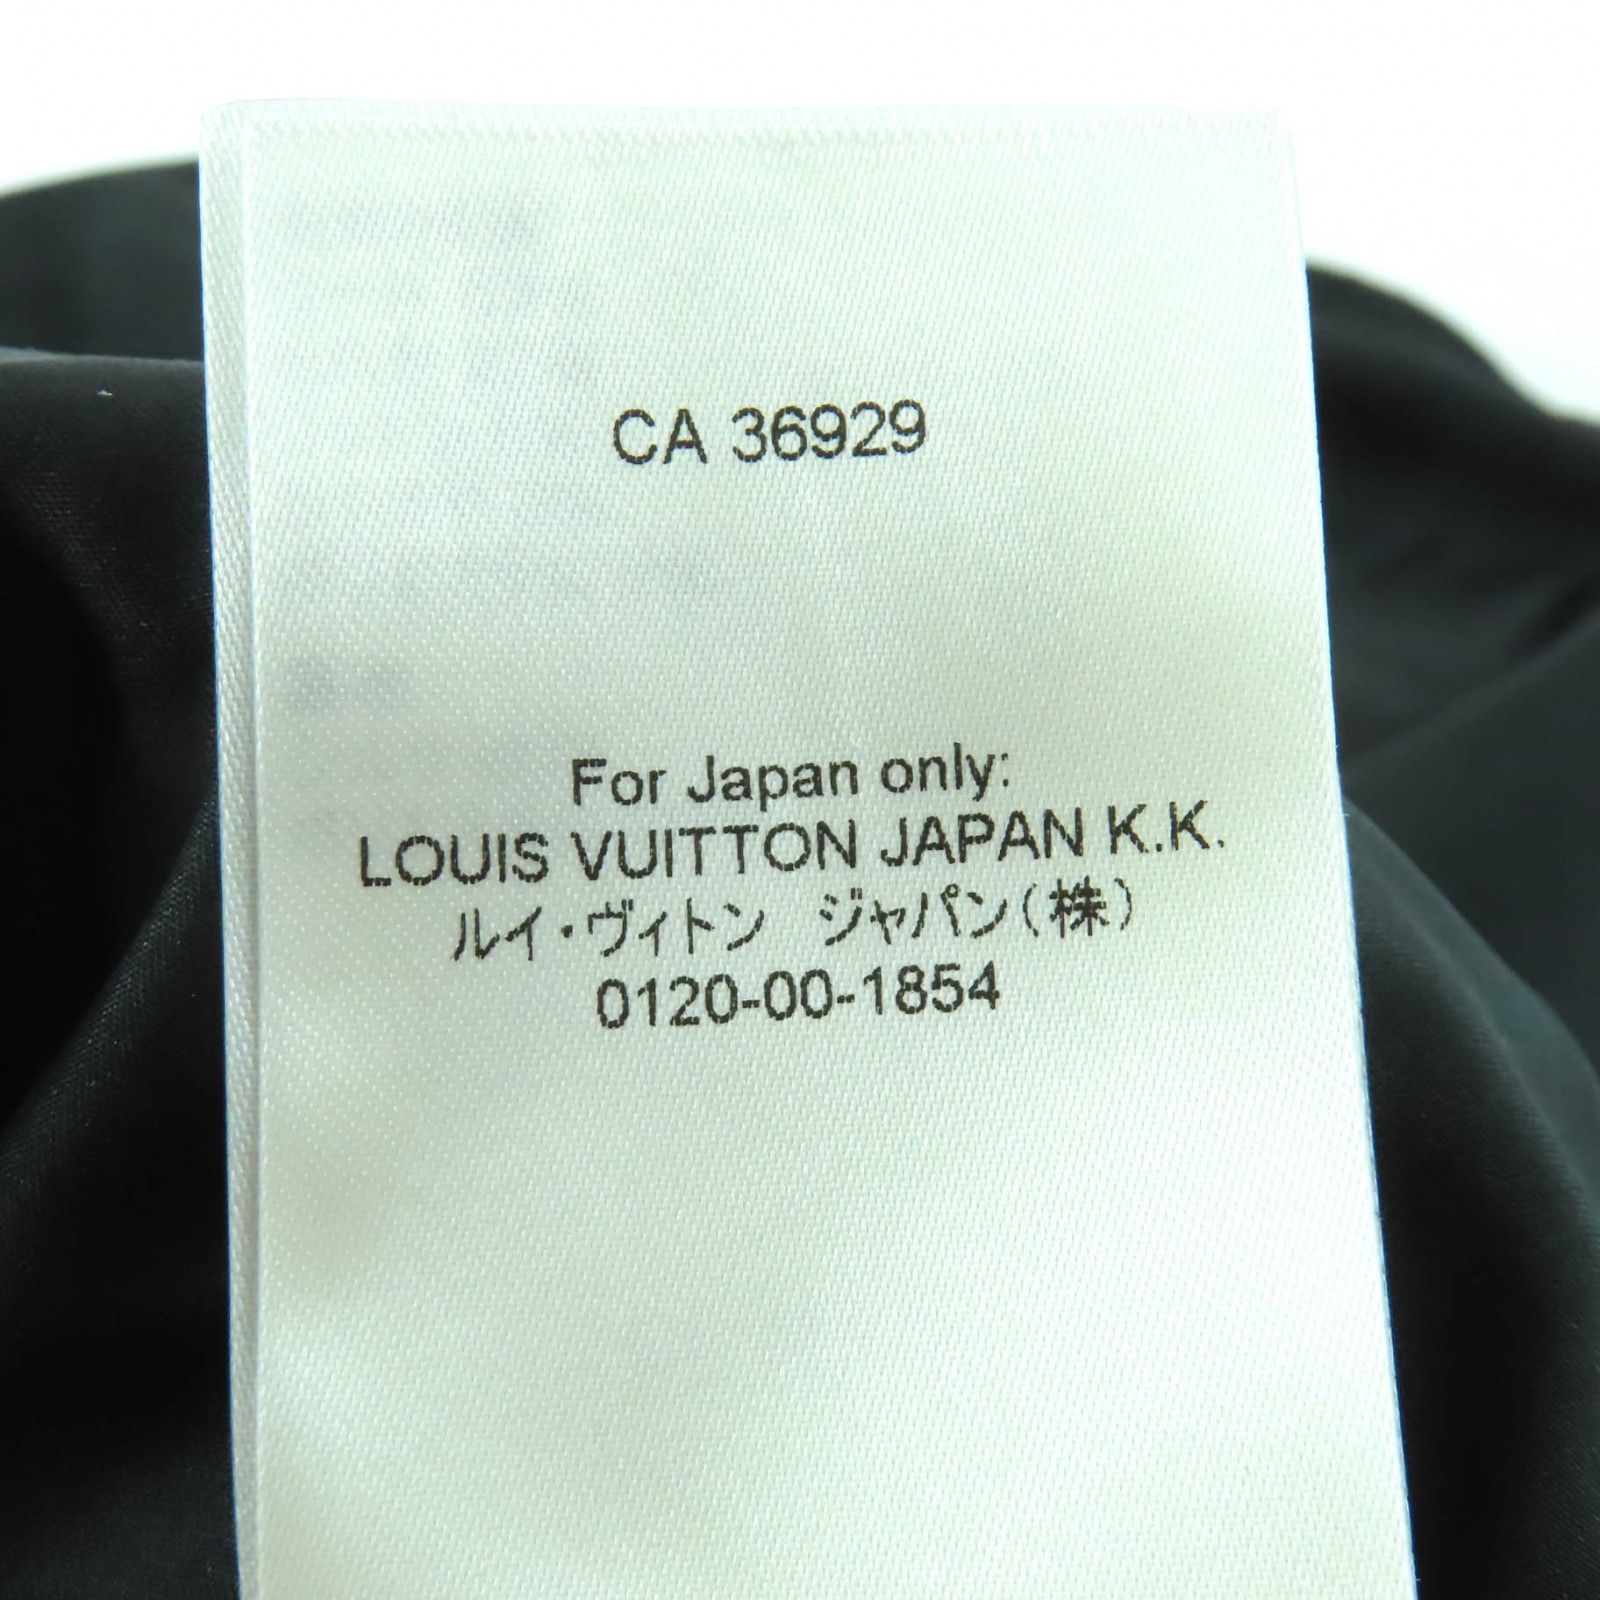 CA 36929
For Japan only:
LOUIS VUITTON JAPAN K.K.
ルイ・ヴィトン　ジャパン(株)
0120-00-1854